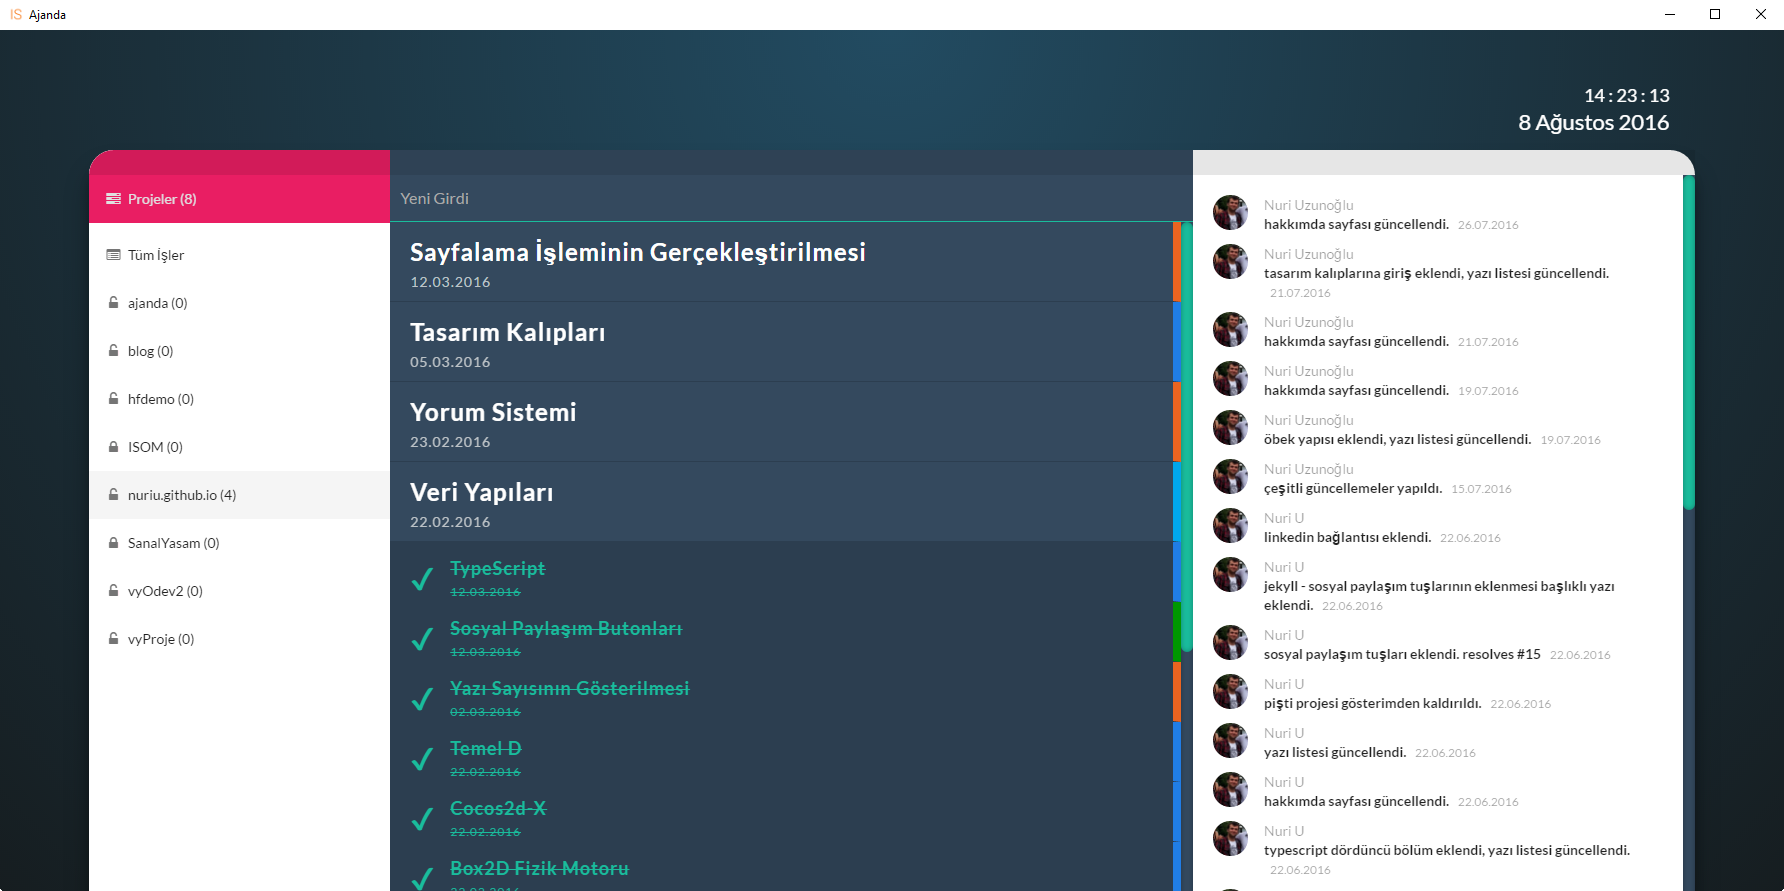 IS Ajanda
14 : 23 : 13
8 Ağustos 2016
Projeler (8)
Tüm İşler
ajanda (0)
blog (0)
hfdemo (0)
ISOM (0)
nuriu.github.io (4)
SanalYasam (0)
vyOdev2 (0)
vyProje (0)
Yeni Girdi
Sayfalama İşleminin Gerçekleştirilmesi
12.03.2016
Tasarım Kalıpları
05.03.2016
Yorum Sistemi
23.02.2016
Veri Yapıları
22.02.2016
TypeScript
12.03.2016
Sosyal Paylaşım Butonları
12.03.2016
Yazı Sayısının Gösterilmesi
02.03.2016
Temel D
22.02.2016
Cocos2d-X
22.02.2016
Box2D Fizik Motoru
Nuri Uzunoğlu
hakkımda sayfası güncellendi. 26.07.2016
Nuri Uzunoğlu
tasarım kalıplarına giriş eklendi, yazı listesi güncellendi.
21.07.2016
Nuri Uzunoğlu
hakkımda sayfası güncellendi. 21.07.2016
Nuri Uzunoğlu
hakkımda sayfası güncellendi. 19.07.2016
Nuri Uzunoğlu
öbek yapısı eklendi, yazı listesi güncellendi. 19.07.2016
Nuri Uzunoğlu
çeşitli güncellemeler yapıldı. 15.07.2016
Nuri U
linkedin bağlantısı eklendi. 22.06.2016
Nuri U
jekyll - sosyal paylaşım tuşlarının eklenmesi başlıklı yazı
eklendi. 22.06.2016
Nuri U
sosyal paylaşım tuşları eklendi. resolves #15 22.06.2016
Nuri U
pişti projesi gösterimden kaldırıldı. 22.06.2016
Nuri U
yazı listesi güncellendi. 22.06.2016
Nuri U
hakkımda sayfası güncellendi. 22.06.2016
Nuri U
typescript dördüncü bölüm eklendi, yazı listesi güncellendi.
22.06.2016